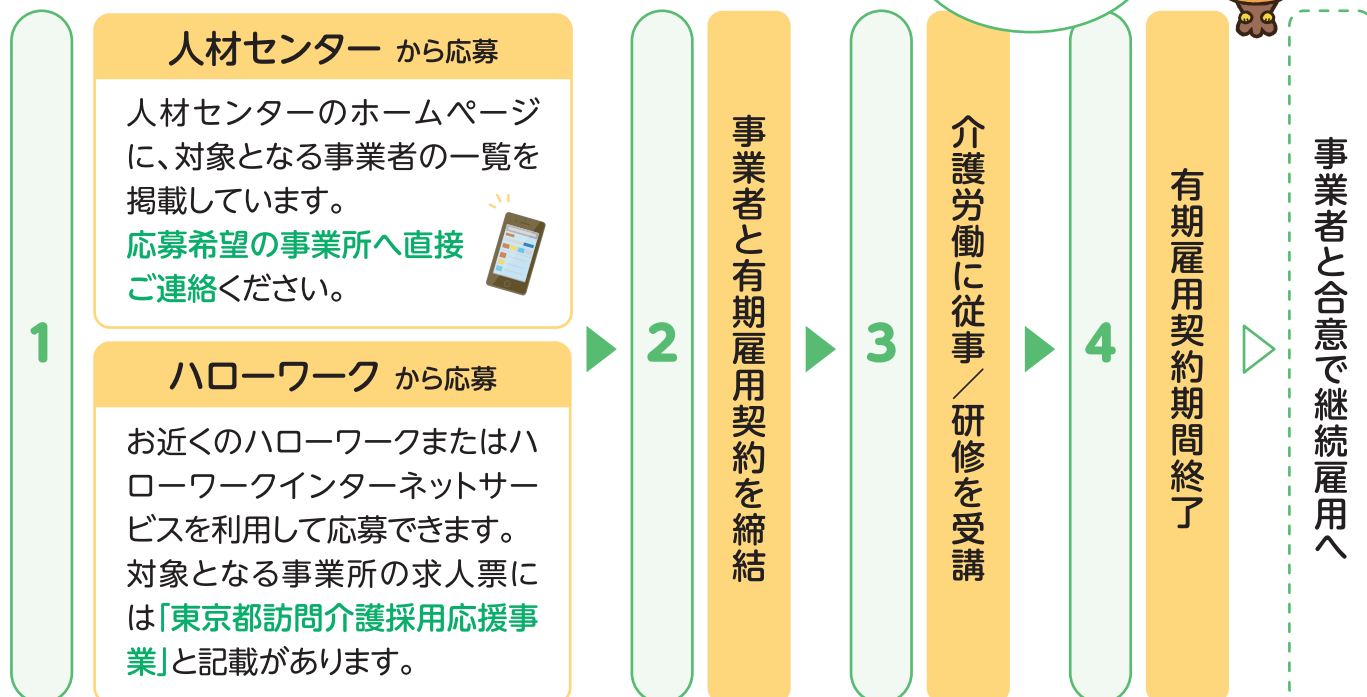 1
人材センター から応募
人材センターのホームページ
に、対象となる事業者の一覧を
掲載しています。
応募希望の事業所へ直接
ご連絡ください。
ハローワーク から応募
お近くのハローワークまたはハ
ローワークインターネットサー
ビスを利用して応募できます。
対象となる事業所の求人票に
は「東京都訪問介護採用応援事
業」と記載があります。
2
事業者と有期雇用契約を締結
3
介護労働に従事／研修を受講
4
有期雇用契約期間終了
事業者と合意で継続雇用へ